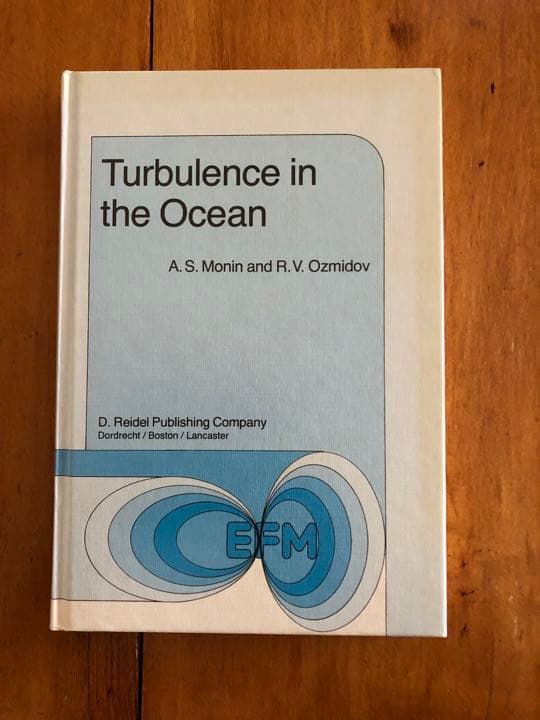 Turbulence in
the Ocean
A. S. Monin and R. V. Ozmidov
D. Reidel Publishing Company
Dordrecht / Boston / Lancaster
EFM